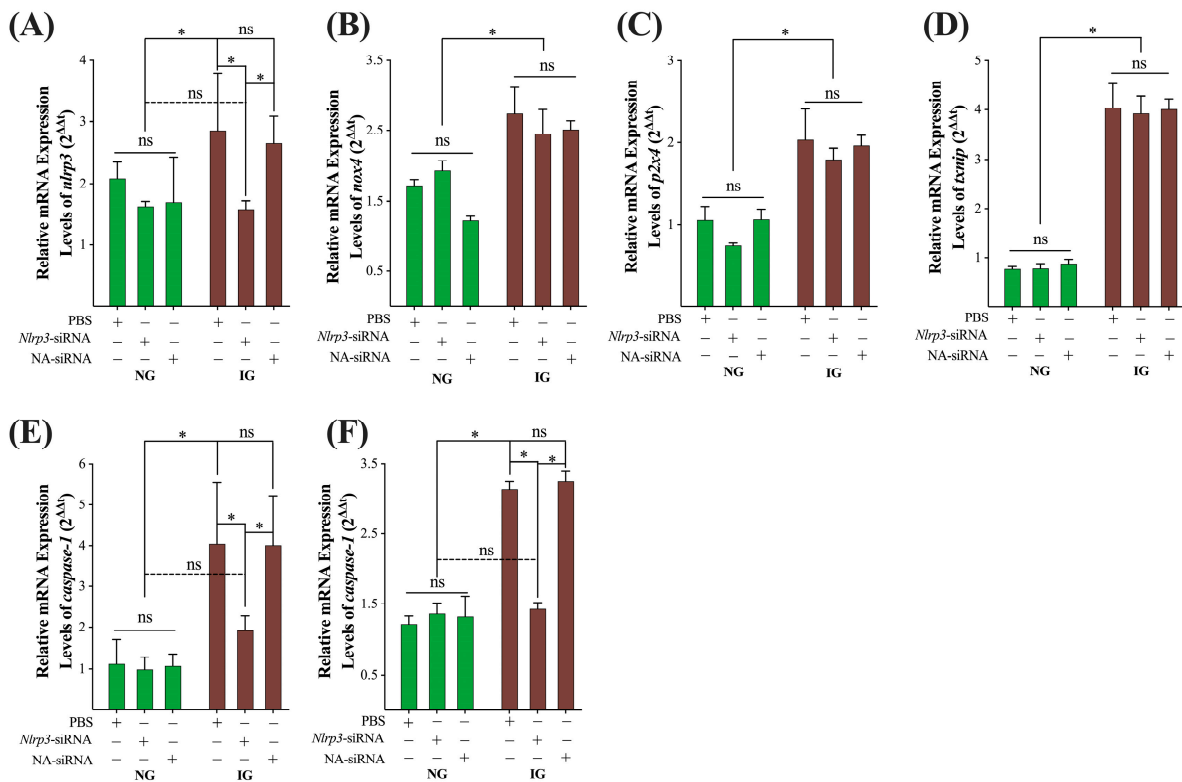 (A)
Relative mRNA Expression
Levels of nlrp3 (2ΔΔt)
4
3
2
1
*
ns
*
*
ns
ns
PBS + – – + – –
Nlrp3-siRNA – + – – + –
NA-siRNA – – + – – +
NG IG
(B)
Relative mRNA Expression
Levels of nox4 (2ΔΔt)
3.5
2.5
1.5
0.5
*
ns
ns
PBS + – – + – –
Nlrp3-siRNA – + – – + –
NA-siRNA – – + – – +
NG IG
(C)
Relative mRNA Expression
Levels of p2x4 (2ΔΔt)
3
2
1
*
ns
ns
PBS + – – + – –
Nlrp3-siRNA – + – – + –
NA-siRNA – – + – – +
NG IG
(D)
Relative mRNA Expression
Levels of txnip (2ΔΔt)
5
4
3
2
1
*
ns
ns
PBS + – – + – –
Nlrp3-siRNA – + – – + –
NA-siRNA – – + – – +
NG IG
(E)
Relative mRNA Expression
Levels of caspase-1 (2ΔΔt)
6
5
4
3
2
1
*
ns
*
*
ns
ns
PBS + – – + – –
Nlrp3-siRNA – + – – + –
NA-siRNA – – + – – +
NG IG
(F)
Relative mRNA Expression
Levels of caspase-1 (2ΔΔt)
3.5
2.5
1.5
0.5
*
ns
*
*
ns
ns
PBS + – – + – –
Nlrp3-siRNA – + – – + –
NA-siRNA – – + – – +
NG IG